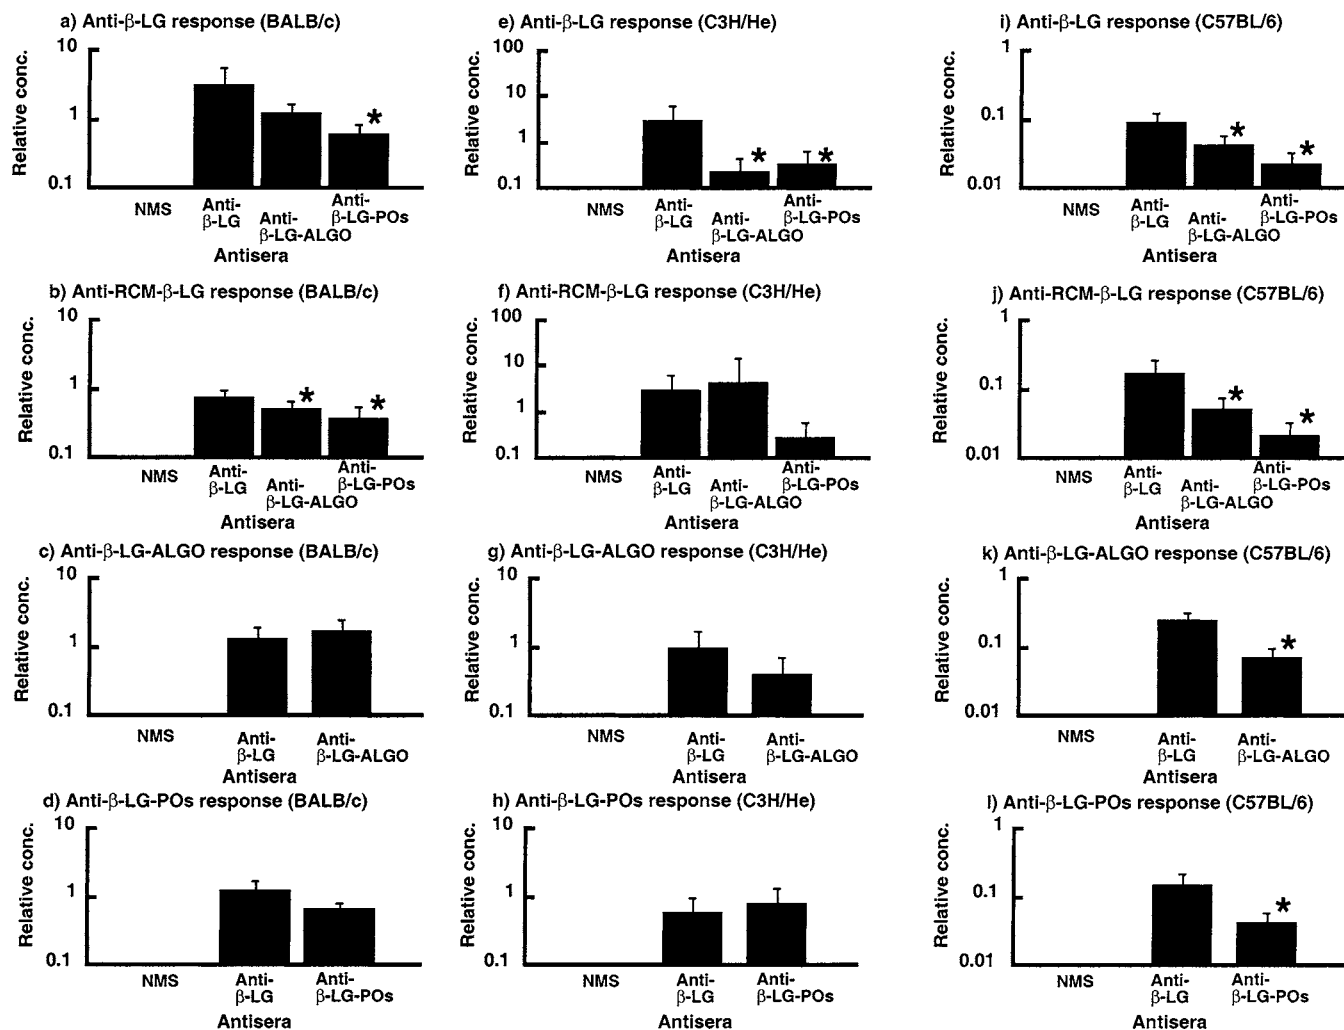 a) Anti-β-LG response (BALB/c)
Relative conc.
10
1
0.1
*
NMS
Anti-
β-LG
Anti-
β-LG-ALGO
Anti-
β-LG-POs
Antisera
b) Anti-RCM-β-LG response (BALB/c)
Relative conc.
10
1
0.1
*
*
NMS
Anti-
β-LG
Anti-
β-LG-ALGO
Anti-
β-LG-POs
Antisera
c) Anti-β-LG-ALGO response (BALB/c)
Relative conc.
10
1
0.1
NMS
Anti-
β-LG
Anti-
β-LG-ALGO
Antisera
d) Anti-β-LG-POs response (BALB/c)
Relative conc.
10
1
0.1
NMS
Anti-
β-LG
Anti-
β-LG-POs
Antisera
e) Anti-β-LG response (C3H/He)
Relative conc.
100
10
1
0.1
*
*
NMS
Anti-
β-LG
Anti-
β-LG-ALGO
Anti-
β-LG-POs
Antisera
f) Anti-RCM-β-LG response (C3H/He)
Relative conc.
100
10
1
0.1
NMS
Anti-
β-LG
Anti-
β-LG-ALGO
Anti-
β-LG-POs
Antisera
g) Anti-β-LG-ALGO response (C3H/He)
Relative conc.
10
1
0.1
NMS
Anti-
β-LG
Anti-
β-LG-ALGO
Antisera
h) Anti-β-LG-POs response (C3H/He)
Relative conc.
10
1
0.1
NMS
Anti-
β-LG
Anti-
β-LG-POs
Antisera
i) Anti-β-LG response (C57BL/6)
Relative conc.
1
0.1
0.01
*
*
NMS
Anti-
β-LG
Anti-
β-LG-ALGO
Anti-
β-LG-POs
Antisera
j) Anti-RCM-β-LG response (C57BL/6)
Relative conc.
1
0.1
0.01
*
*
NMS
Anti-
β-LG
Anti-
β-LG-ALGO
Anti-
β-LG-POs
Antisera
k) Anti-β-LG-ALGO response (C57BL/6)
Relative conc.
1
0.1
0.01
*
NMS
Anti-
β-LG
Anti-
β-LG-ALGO
Antisera
l) Anti-β-LG-POs response (C57BL/6)
Relative conc.
1
0.1
0.01
*
NMS
Anti-
β-LG
Anti-
β-LG-POs
Antisera